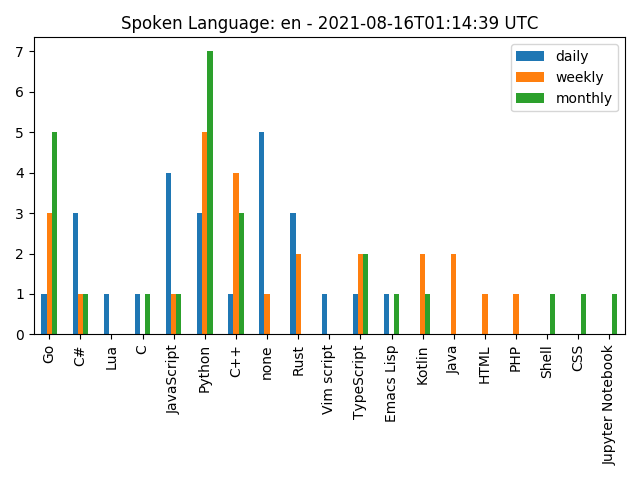 Spoken Language: en - 2021-08-16T01:14:39 UTC
daily
weekly
monthly
7
6
5
4
3
2
1
0
Go
C#
Lua
C
JavaScript
Python
C++
none
Rust
Vim script
TypeScript
Emacs Lisp
Kotlin
Java
HTML
PHP
Shell
CSS
Jupyter Notebook